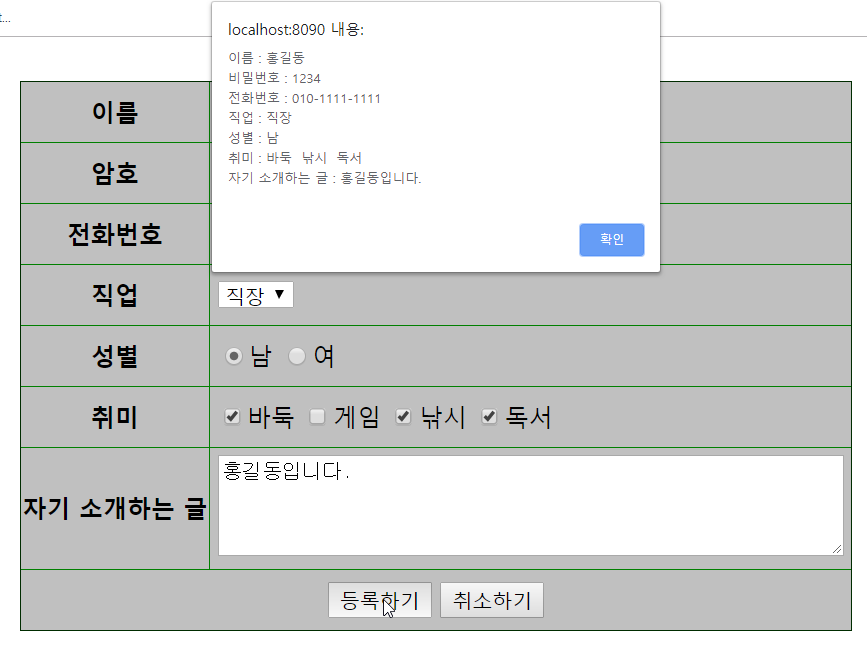 t...
localhost:8090 내용:
이름 : 홍길동
비밀번호 : 1234
전화번호 : 010-1111-1111
직업 : 직장
성별 : 남
취미 : 바둑 낚시 독서
자기 소개하는 글 : 홍길동입니다.
확인
이름
암호
전화번호
직업 직장
성별 남 여
취미 바둑 게임 낚시 독서
자기 소개하는 글 홍길동입니다.
등록하기 취소하기